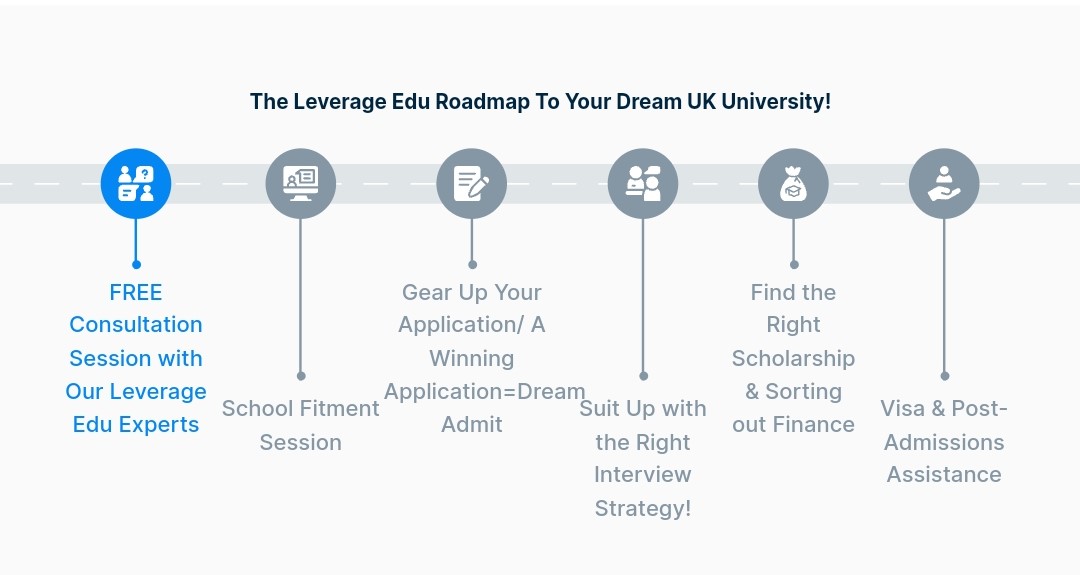 The Leverage Edu Roadmap To Your Dream UK University!
FREE
Consultation
Session with
Our Leverage
Edu Experts
School Fitment
Session
Gear Up Your
Application/ A
Winning
Application=Dream
Admit
Suit Up with
the Right
Interview
Strategy!
Find the
Right
Scholarship
& Sorting
out Finance
Visa & Post-
Admissions
Assistance